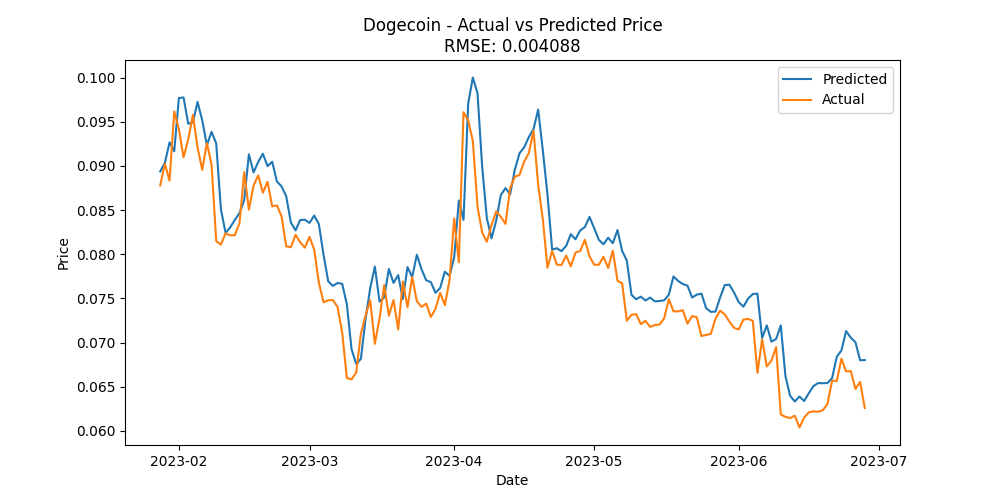 Dogecoin - Actual vs Predicted Price
RMSE: 0.004088
Predicted
Actual
0.100
0.095
0.090
0.085
0.080
0.075
0.070
0.065
0.060
Price
2023-02
2023-03
2023-04
2023-05
2023-06
2023-07
Date